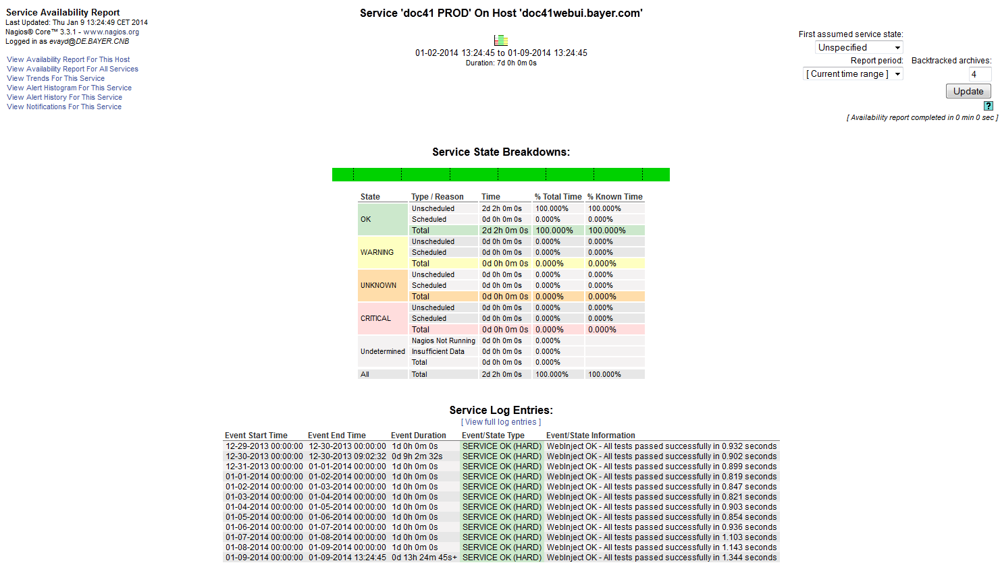 Service Availability Report
Last Updated: Thu Jan 9 13:24:49 CET 2014
Nagios® Core™ 3.3.1 - www.nagios.org
Logged in as evayd@DE.BAYER.CNB
View Availability Report For This Host
View Availability Report For All Services
View Trends For This Service
View Alert Histogram For This Service
View Alert History For This Service
View Notifications For This Service
Service 'doc41 PROD' On Host 'doc41webui.bayer.com'
01-02-2014 13:24:45 to 01-09-2014 13:24:45
Duration: 7d 0h 0m 0s
First assumed service state:
Unspecified
Report period: Backtracked archives:
[ Current time range ] 4
Update
?
[ Availability report completed in 0 min 0 sec ]
Service State Breakdowns:
State Type / Reason Time % Total Time % Known Time
OK
Unscheduled 2d 2h 0m 0s 100.000% 100.000%
Scheduled 0d 0h 0m 0s 0.000% 0.000%
Total 2d 2h 0m 0s 100.000% 100.000%
WARNING
Unscheduled 0d 0h 0m 0s 0.000% 0.000%
Scheduled 0d 0h 0m 0s 0.000% 0.000%
Total 0d 0h 0m 0s 0.000% 0.000%
UNKNOWN
Unscheduled 0d 0h 0m 0s 0.000% 0.000%
Scheduled 0d 0h 0m 0s 0.000% 0.000%
Total 0d 0h 0m 0s 0.000% 0.000%
CRITICAL
Unscheduled 0d 0h 0m 0s 0.000% 0.000%
Scheduled 0d 0h 0m 0s 0.000% 0.000%
Total 0d 0h 0m 0s 0.000% 0.000%
Undetermined
Nagios Not Running 0d 0h 0m 0s 0.000%
Insufficient Data 0d 0h 0m 0s 0.000%
Total 0d 0h 0m 0s 0.000%
All Total 2d 2h 0m 0s 100.000% 100.000%
Service Log Entries:
[ View full log entries ]
Event Start Time Event End Time Event Duration Event/State Type Event/State Information
12-29-2013 00:00:00 12-30-2013 00:00:00 1d 0h 0m 0s SERVICE OK (HARD) WebInject OK - All tests passed successfully in 0.932 seconds
12-30-2013 00:00:00 12-30-2013 09:02:32 0d 9h 2m 32s SERVICE OK (HARD) WebInject OK - All tests passed successfully in 0.902 seconds
12-31-2013 00:00:00 01-01-2014 00:00:00 1d 0h 0m 0s SERVICE OK (HARD) WebInject OK - All tests passed successfully in 0.899 seconds
01-01-2014 00:00:00 01-02-2014 00:00:00 1d 0h 0m 0s SERVICE OK (HARD) WebInject OK - All tests passed successfully in 0.819 seconds
01-02-2014 00:00:00 01-03-2014 00:00:00 1d 0h 0m 0s SERVICE OK (HARD) WebInject OK - All tests passed successfully in 0.847 seconds
01-03-2014 00:00:00 01-04-2014 00:00:00 1d 0h 0m 0s SERVICE OK (HARD) WebInject OK - All tests passed successfully in 0.821 seconds
01-04-2014 00:00:00 01-05-2014 00:00:00 1d 0h 0m 0s SERVICE OK (HARD) WebInject OK - All tests passed successfully in 0.903 seconds
01-05-2014 00:00:00 01-06-2014 00:00:00 1d 0h 0m 0s SERVICE OK (HARD) WebInject OK - All tests passed successfully in 0.854 seconds
01-06-2014 00:00:00 01-07-2014 00:00:00 1d 0h 0m 0s SERVICE OK (HARD) WebInject OK - All tests passed successfully in 0.936 seconds
01-07-2014 00:00:00 01-08-2014 00:00:00 1d 0h 0m 0s SERVICE OK (HARD) WebInject OK - All tests passed successfully in 1.103 seconds
01-08-2014 00:00:00 01-09-2014 00:00:00 1d 0h 0m 0s SERVICE OK (HARD) WebInject OK - All tests passed successfully in 1.143 seconds
01-09-2014 00:00:00 01-09-2014 13:24:45 0d 13h 24m 45s+ SERVICE OK (HARD) WebInject OK - All tests passed successfully in 1.344 seconds